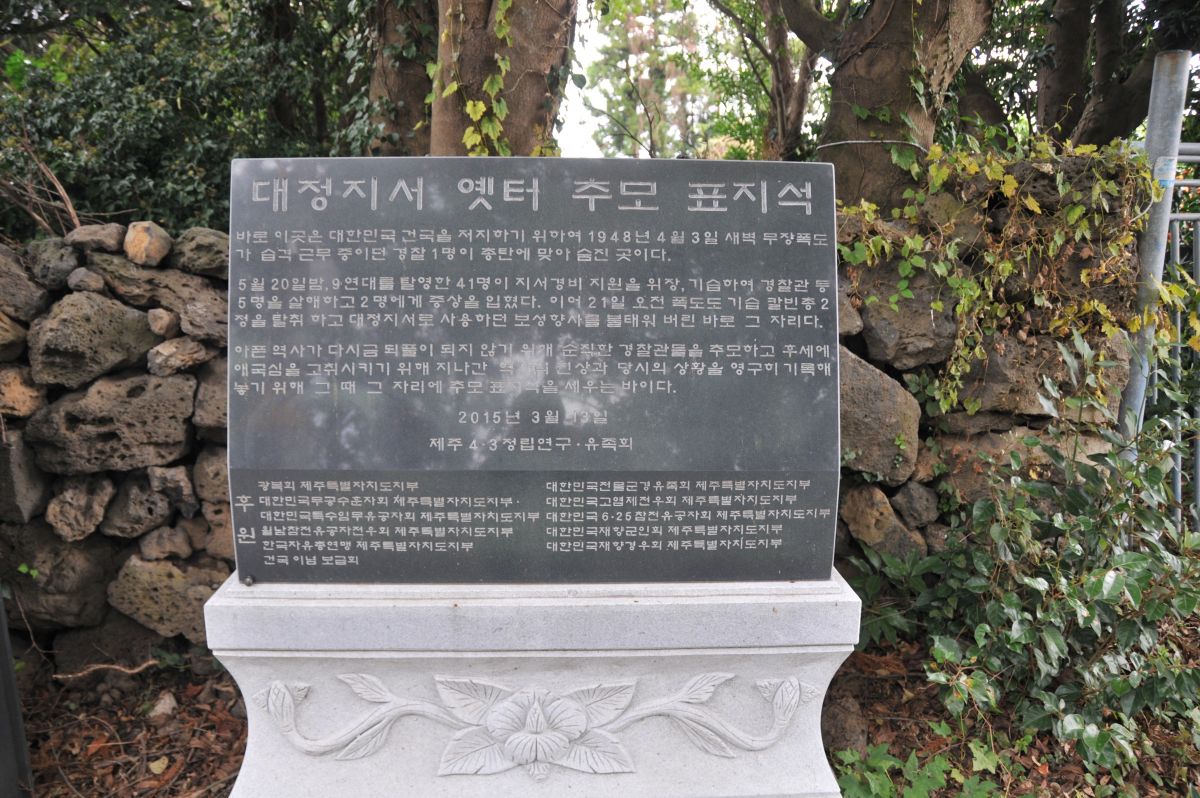 대정지서 옛터 추모 표지석
바로 이곳은 대한민국 건국을 저지하기 위하여 1948년 4월 3일 새벽 무장폭도
가 습격 근무 중이던 경찰 1명이 총탄에 맞아 숨진 곳이다.
5월 20일밤, 9연대를 탈영한 41명이 지서경비 지원을 위장, 기습하여 경찰관 등
5명을 살해하고 2명에게 중상을 입혔다. 이어 21일 오전 폭도도 기습 칼빈총 2
정을 탈취 하고 대정지서로 사용하던 보성향사를 불태워 버린 바로 그 자리다.
아픈 역사가 다시금 되풀이 되지 않기 위해 순직한 경찰관들을 추모하고 후세에
애국심을 고취시키기 위해 지나간 진상과 당시의 상황을 영구히 기록해
놓기 위해 그 때 그 자리에 추모 표지석을 세우는 바이다.
2015년 3월 13일
제주 4·3정립연구·유족회
후원
광복회 제주특별자치도지부
대한민국무공수훈자회 제주특별자치도지부
대한민국특수임무유공자회 제주특별자치도지부
월남참전유공자전우회 제주특별자치도지부
한국자유총연맹 제주특별자치도지부
건국 이념 보급회
대한민국전몰군경유족회 제주특별자치도지부
대한민국고엽제전우회 제주특별자치도지부
대한민국 6·25참전유공자회 제주특별자치도지부
대한민국재향군인회 제주특별자치도지부
대한민국재향경우회 제주특별자치도지부